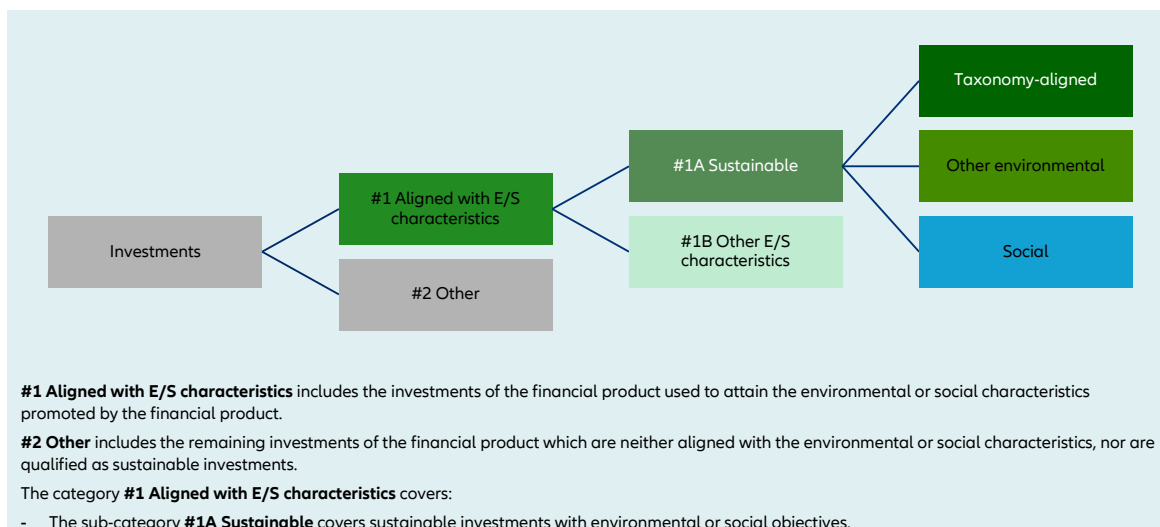 Taxonomy-aligned
#1A Sustainable
Other environmental
#1 Aligned with E/S
characteristics
#1B Other E/S
characteristics
Investments
Social
#2 Other
#1 Aligned with E/S characteristics includes the investments of the financial product used to attain the environmental or social characteristics
promoted by the financial product.
#2 Other includes the remaining investments of the financial product which are neither aligned with the environmental or social characteristics, nor are
qualified as sustainable investments.
The category #1 Aligned with E/S characteristics covers:
- The sub-category #1A Sustainable covers sustainable investments with environmental or social objectives.